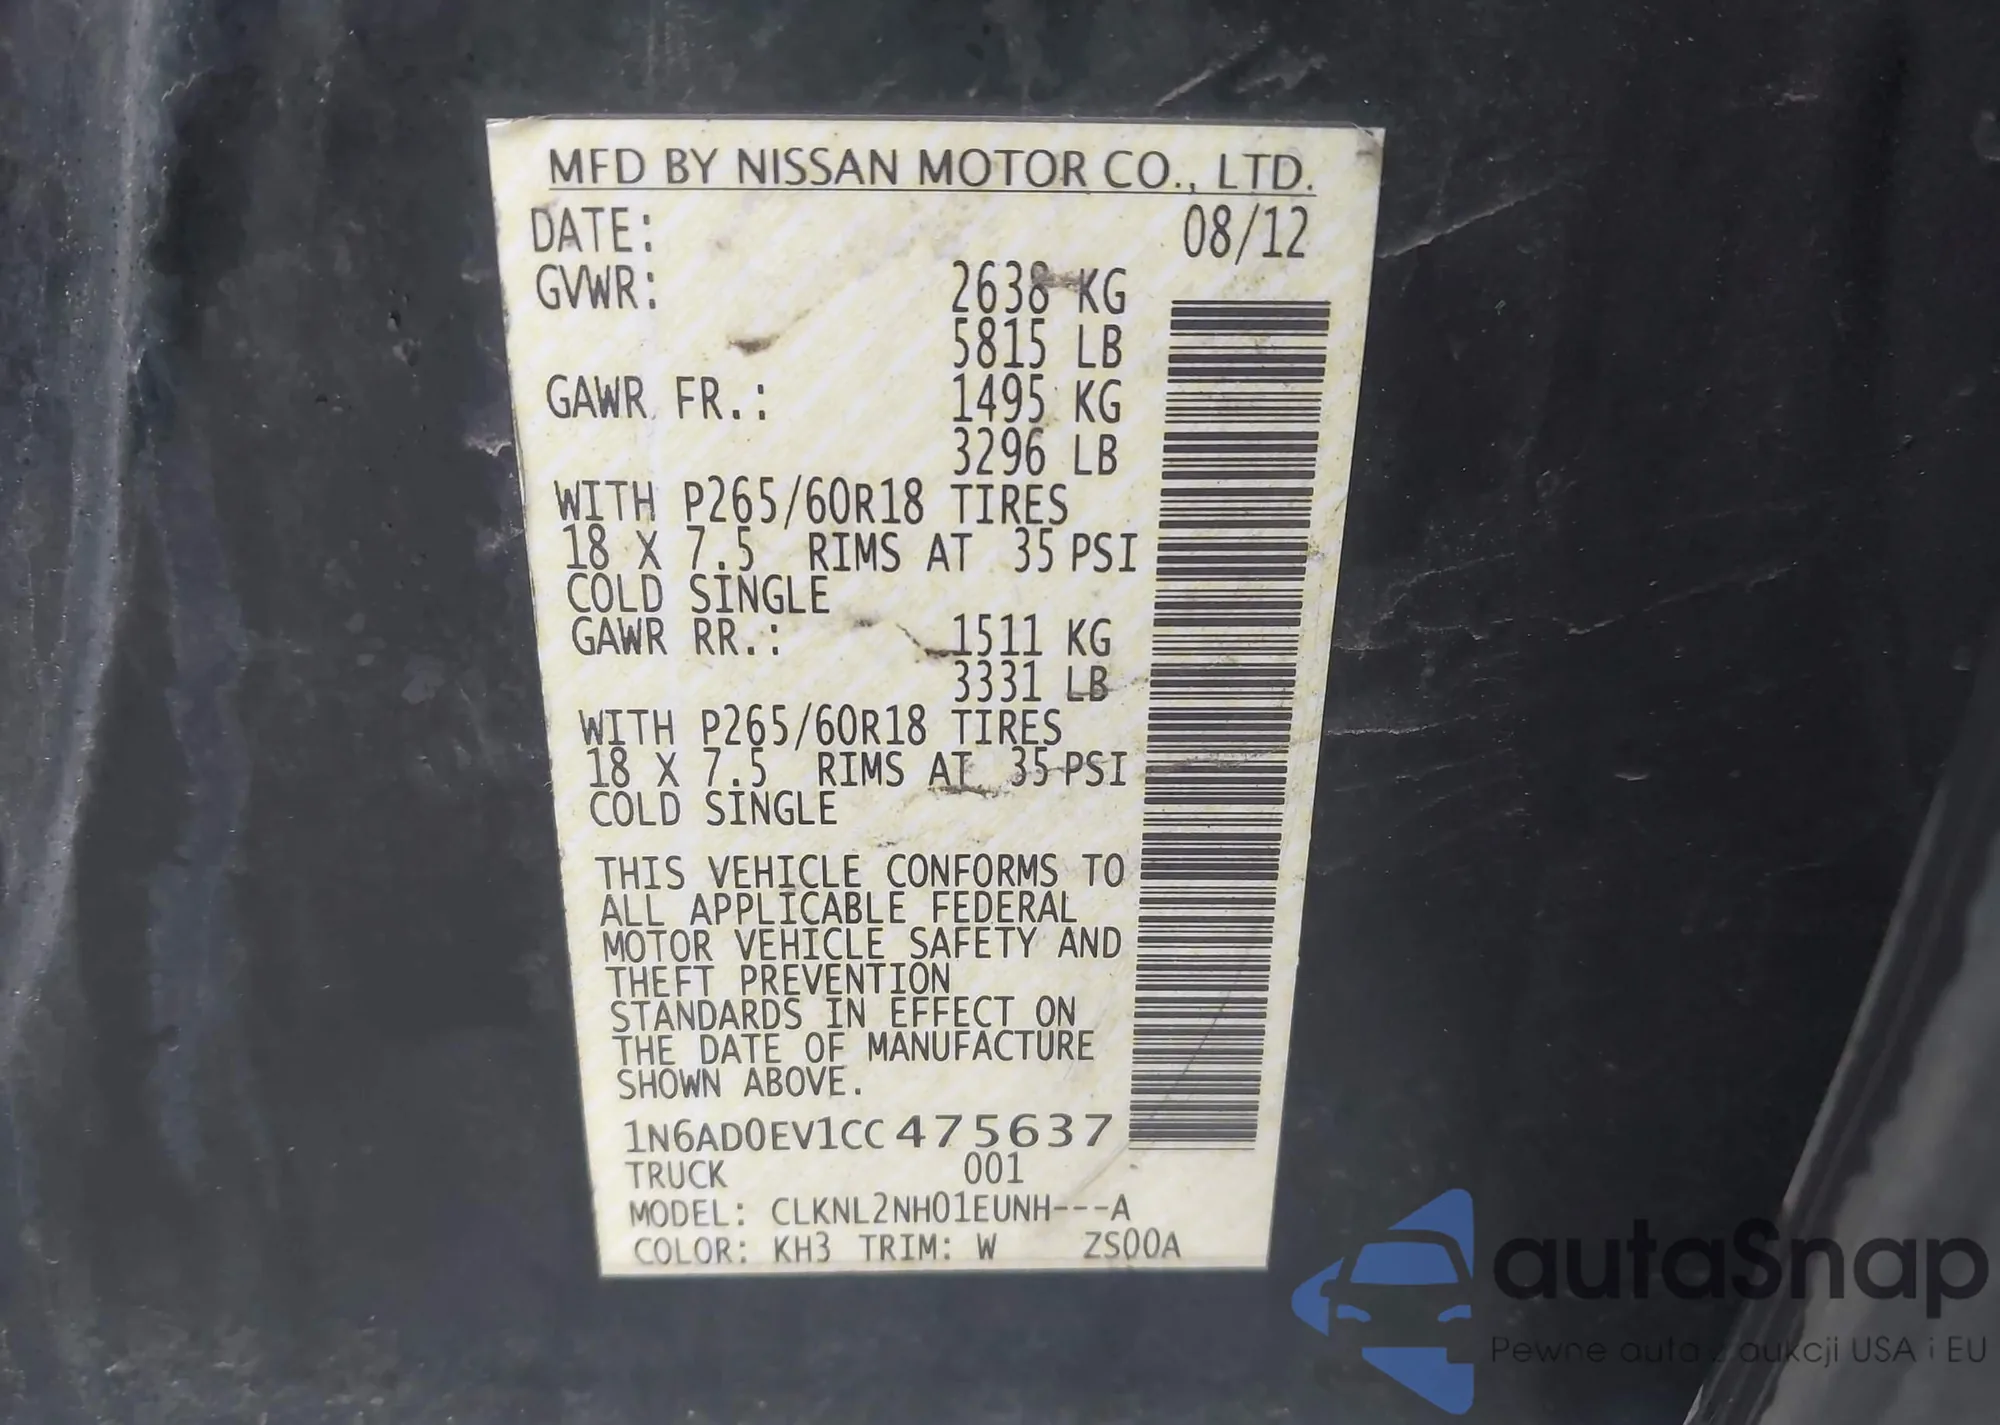 MFD BY NISSAN MOTOR CO., LTD.
DATE: 08/12
GVWR: 2638 KG
5815 LB
GAWR FR.: 1495 KG
3296 LB
WITH P265/60R18 TIRES
18 X 7.5 RIMS AT 35 PSI
COLD SINGLE
GAWR RR.: 1511 KG
3331 LB
WITH P265/60R18 TIRES
18 X 7.5 RIMS AT 35 PSI
COLD SINGLE
THIS VEHICLE CONFORMS TO
ALL APPLICABLE FEDERAL
MOTOR VEHICLE SAFETY AND
THEFT PREVENTION
STANDARDS IN EFFECT ON
THE DATE OF MANUFACTURE
SHOWN ABOVE.
1N6AD0EV1CC475637
TRUCK 001
MODEL: CLKNL2NH01EUNH---A
COLOR: KH3 TRIM: W ZS00A
autaSnap
Pewne auta z aukcji USA i EU